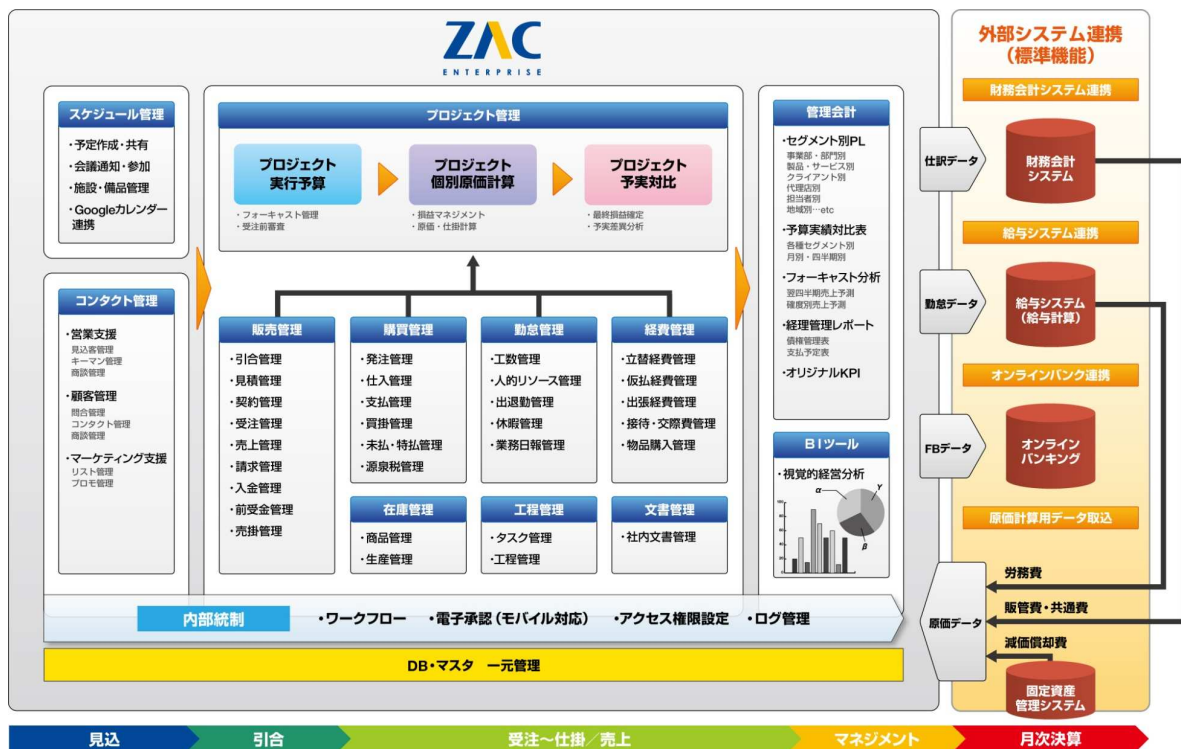 ZAC
ENTERPRISE
スケジュール管理
・予定作成・共有
・会議通知・参加
・施設・備品管理
・Googleカレンダー
連携
コンタクト管理
・営業支援
見込客管理
キーマン管理
商談管理
・顧客管理
問合管理
コンタクト管理
商談管理
・マーケティング支援
リスト管理
プロモ管理
プロジェクト管理
プロジェクト
実行予算
・フォーキャスト管理
・受注前審査
プロジェクト
個別原価計算
・損益マネジメント
・原価・仕掛計算
プロジェクト
予実対比
・最終損益確定
・予実差異分析
販売管理
・引合管理
・見積管理
・契約管理
・受注管理
・売上管理
・請求管理
・入金管理
・前受金管理
・売掛管理
購買管理
・発注管理
・仕入管理
・支払管理
・買掛管理
・未払・特払管理
・源泉税管理
勤怠管理
・工数管理
・人的リソース管理
・出退勤管理
・休暇管理
・業務日報管理
経費管理
・立替経費管理
・仮払経費管理
・出張経費管理
・接待・交際費管理
・物品購入管理
在庫管理
・商品管理
・生産管理
工程管理
・タスク管理
・工程管理
文書管理
・社内文書管理
管理会計
・セグメント別PL
事業部・部門別
製品・サービス別
クライアント別
代理店別
担当者別
地域別…etc
・予算実績対比表
各種セグメント別
月別・四半期別
・フォーキャスト分析
翌四半期売上予測
確度別売上予測
・経理管理レポート
債権管理表
支払予定表
・オリジナルKPI
BIツール
・視覚的経営分析
100
80
60
40
20
0
α
γ
β
内部統制
・ワークフロー ・電子承認(モバイル対応) ・アクセス権限設定 ・ログ管理
DB・マスタ 一元管理
仕訳データ
勤怠データ
FBデータ
原価データ
外部システム連携
(標準機能)
財務会計システム連携
財務会計
システム
給与システム連携
給与システム
(給与計算)
オンラインバンク連携
オンライン
バンキング
原価計算用データ取込
労務費
販管費・共通費
減価償却費
固定資産
管理システム
見込
引合
受注〜仕掛／売上
マネジメント
月次決算